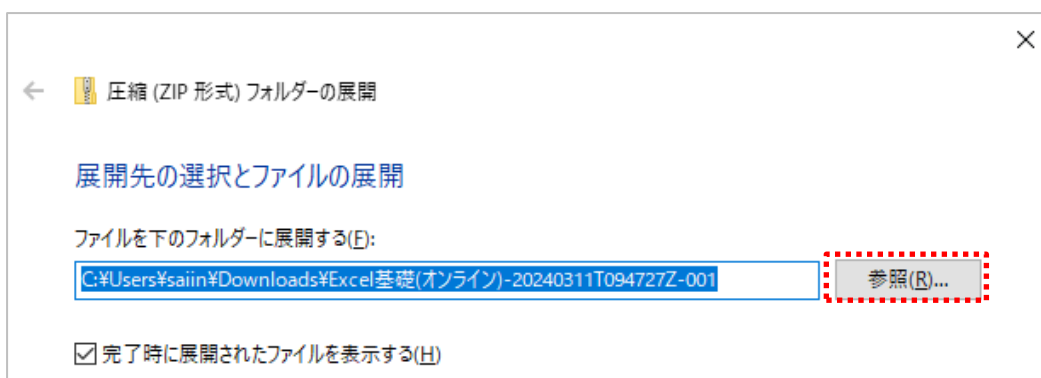 圧縮 (ZIP 形式) フォルダーの展開
展開先の選択とファイルの展開
ファイルを下のフォルダーに展開する(F):
C:¥Users¥saiin¥Downloads¥Excel基礎(オンライン)-20240311T094727Z-001
参照(R)...
完了時に展開されたファイルを表示する(H)